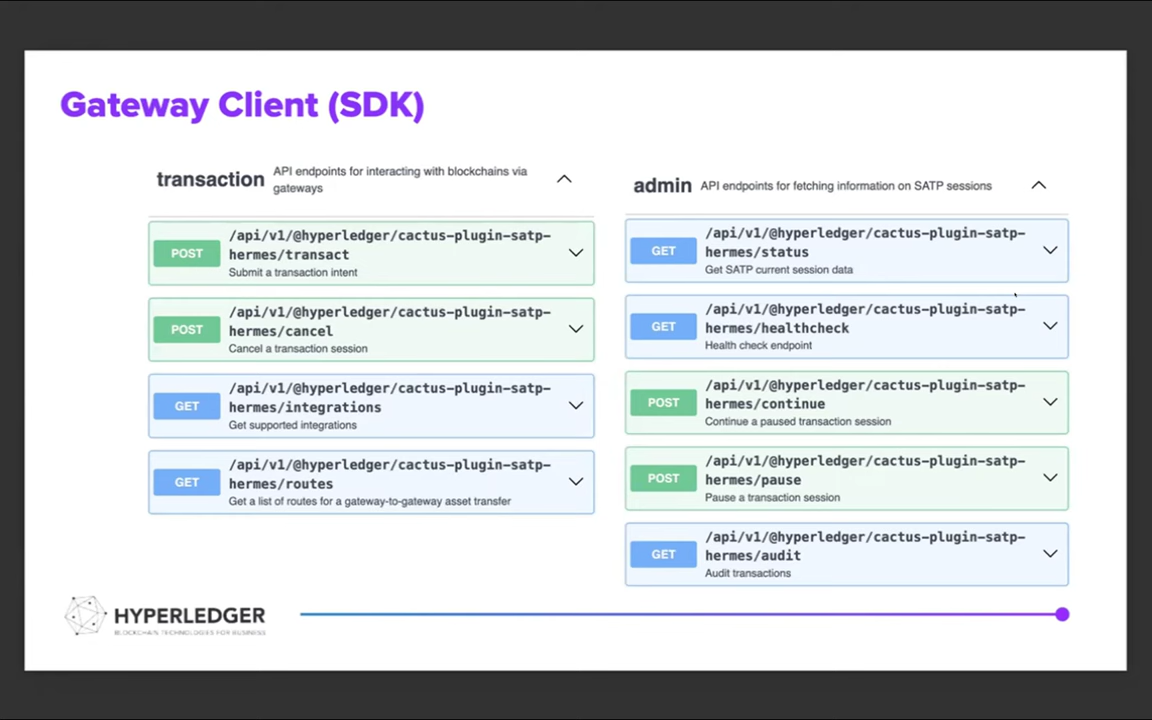 Gateway Client (SDK)
transaction
API endpoints for interacting with blockchains via
gateways
POST
/api/v1/@hyperledger/cactus-plugin-satp-
hermes/transact
Submit a transaction intent
POST
/api/v1/@hyperledger/cactus-plugin-satp-
hermes/cancel
Cancel a transaction session
GET
/api/v1/@hyperledger/cactus-plugin-satp-
hermes/integrations
Get supported integrations
GET
/api/v1/@hyperledger/cactus-plugin-satp-
hermes/routes
Get a list of routes for a gateway-to-gateway asset transfer
admin
API endpoints for fetching information on SATP sessions
GET
/api/v1/@hyperledger/cactus-plugin-satp-
hermes/status
Get SATP current session data
GET
/api/v1/@hyperledger/cactus-plugin-satp-
hermes/healthcheck
Health check endpoint
POST
/api/v1/@hyperledger/cactus-plugin-satp-
hermes/continue
Continue a paused transaction session
POST
/api/v1/@hyperledger/cactus-plugin-satp-
hermes/pause
Pause a transaction session
GET
/api/v1/@hyperledger/cactus-plugin-satp-
hermes/audit
Audit transactions
HYPERLEDGER
BLOCKCHAIN TECHNOLOGIES FOR BUSINESS